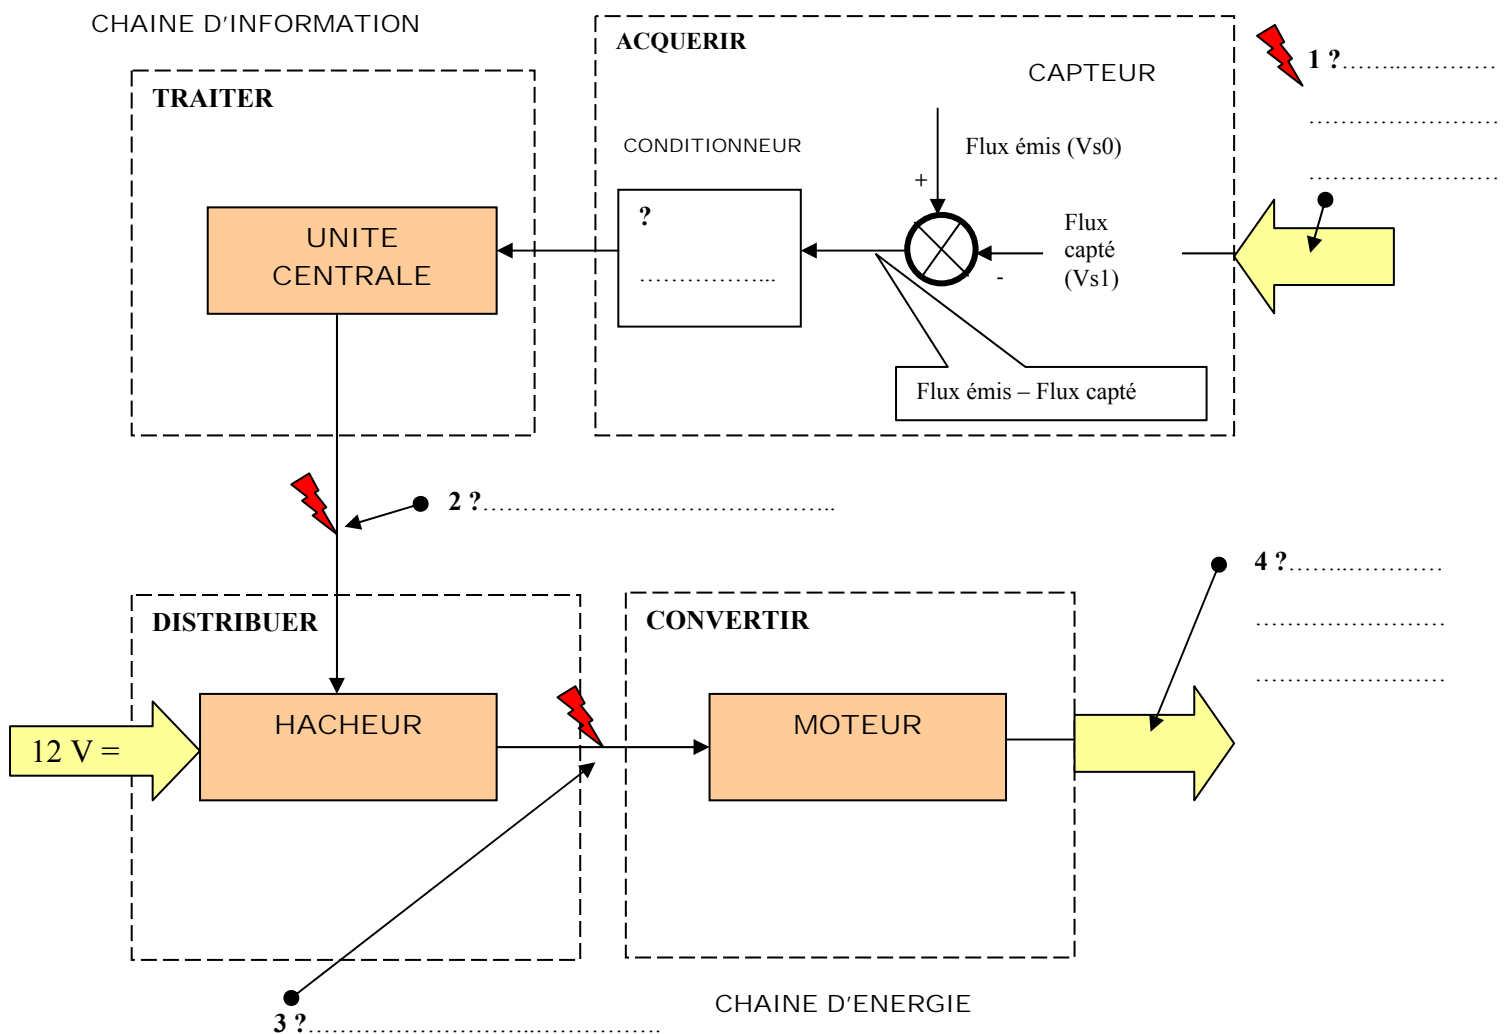 CHAINE D'INFORMATION
ACQUERIR
1 ?……..…………
……………………
……………………
CAPTEUR
TRAITER
CONDITIONNEUR
Flux émis (Vs0)
+
?
……………...
Flux
capté
(Vs1)
-
UNITE
CENTRALE
Flux émis – Flux capté
2 ?…………………………………..
4 ?……..…………
……………………
……………………
DISTRIBUER
CONVERTIR
HACHEUR
MOTEUR
12 V =
CHAINE D'ENERGIE
3 ?……………………..……………